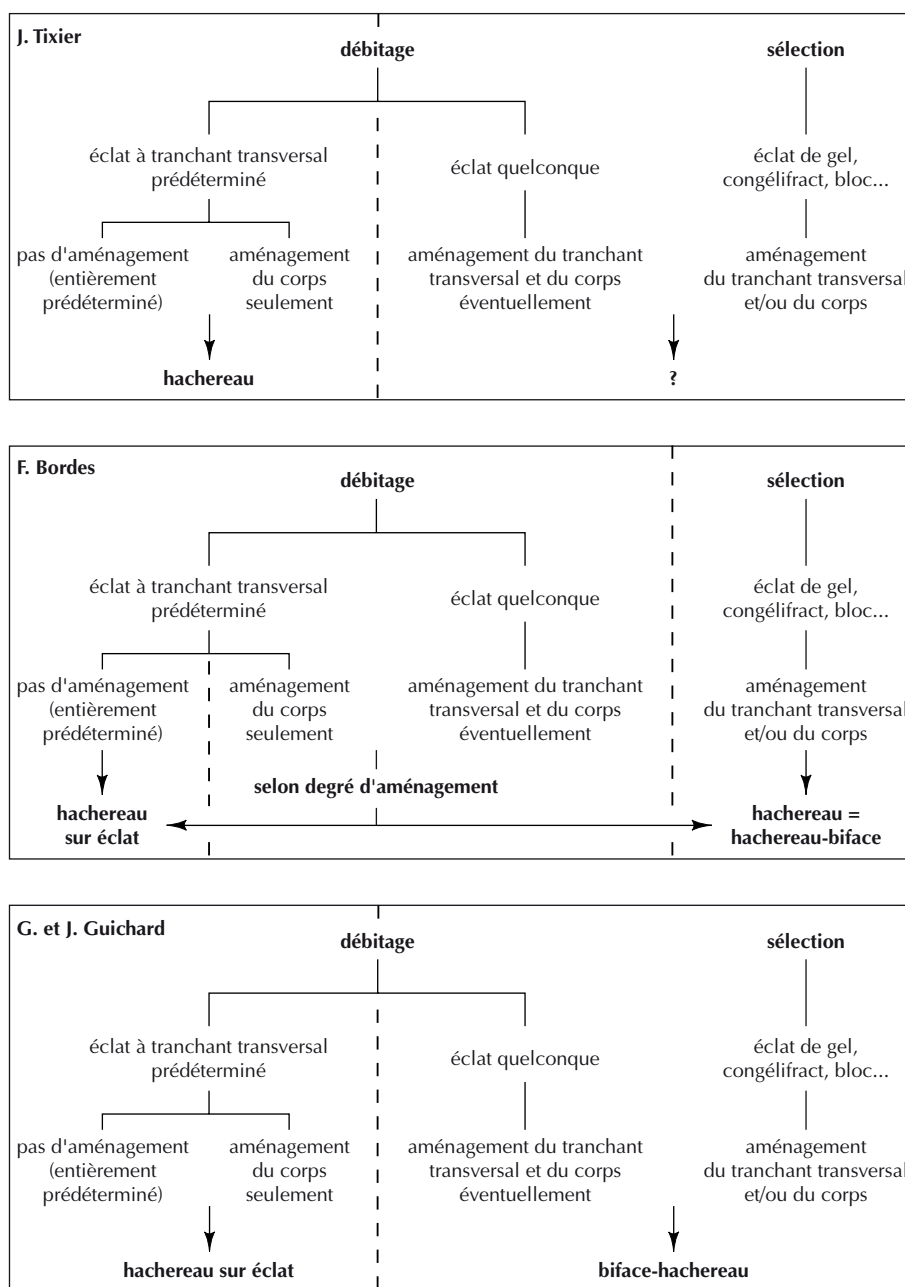 J. Tixier
débitage
sélection
éclat à tranchant transversal
prédéterminé
éclat quelconque
éclat de gel,
congélifract, bloc...
pas d'aménagement
(entièrement
prédéterminé)
aménagement
du corps
seulement
aménagement du tranchant
transversal et du corps
éventuellement
aménagement
du tranchant transversal
et/ou du corps
hachereau
?
F. Bordes
débitage
sélection
éclat à tranchant transversal
prédéterminé
éclat quelconque
éclat de gel,
congélifract, bloc...
pas d'aménagement
(entièrement
prédéterminé)
aménagement
du corps
seulement
aménagement du tranchant
transversal et du corps
éventuellement
aménagement
du tranchant transversal
et/ou du corps
selon degré d'aménagement
hachereau
sur éclat
hachereau =
hachereau-biface
G. et J. Guichard
débitage
sélection
éclat à tranchant transversal
prédéterminé
éclat quelconque
éclat de gel,
congélifract, bloc...
pas d'aménagement
(entièrement
prédéterminé)
aménagement
du corps
seulement
aménagement du tranchant
transversal et du corps
éventuellement
aménagement
du tranchant transversal
et/ou du corps
hachereau sur éclat
biface-hachereau